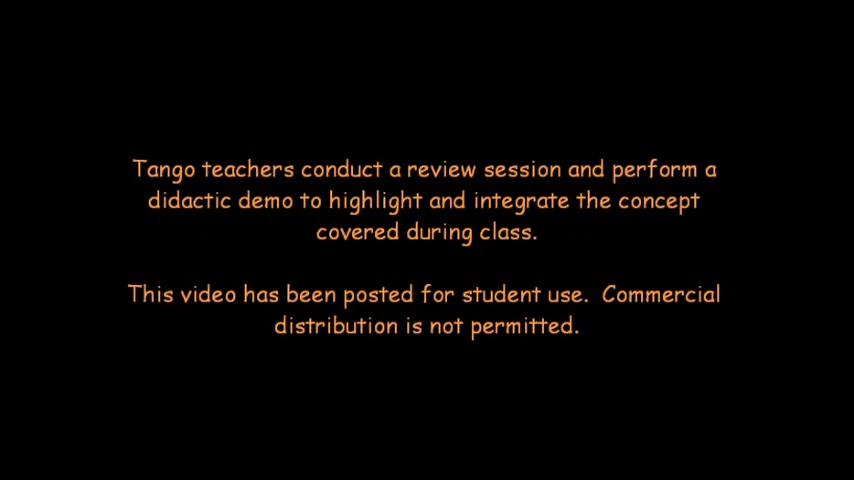 Tango teachers conduct a review session and perform a
didactic demo to highlight and integrate the concept
covered during class.
This video has been posted for student use.  Commercial
distribution is not permitted.